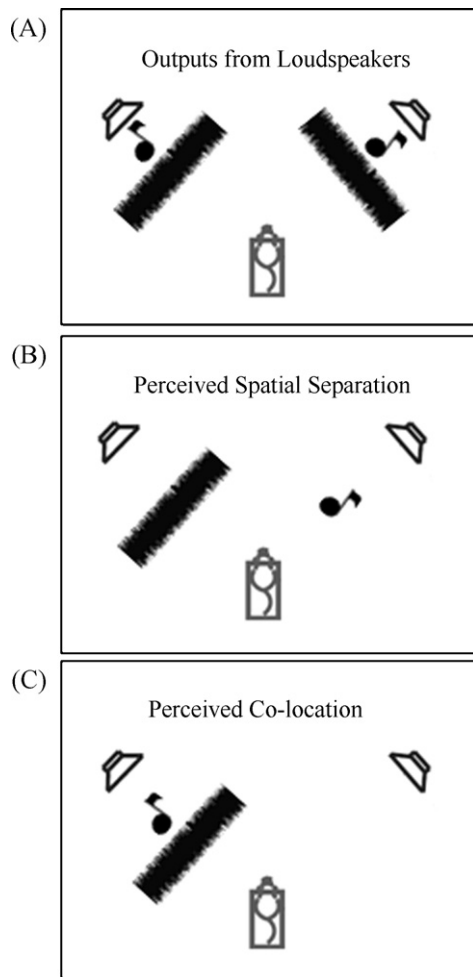 (A)
Outputs from Loudspeakers
(B)
Perceived Spatial Separation
(C)
Perceived Co-location